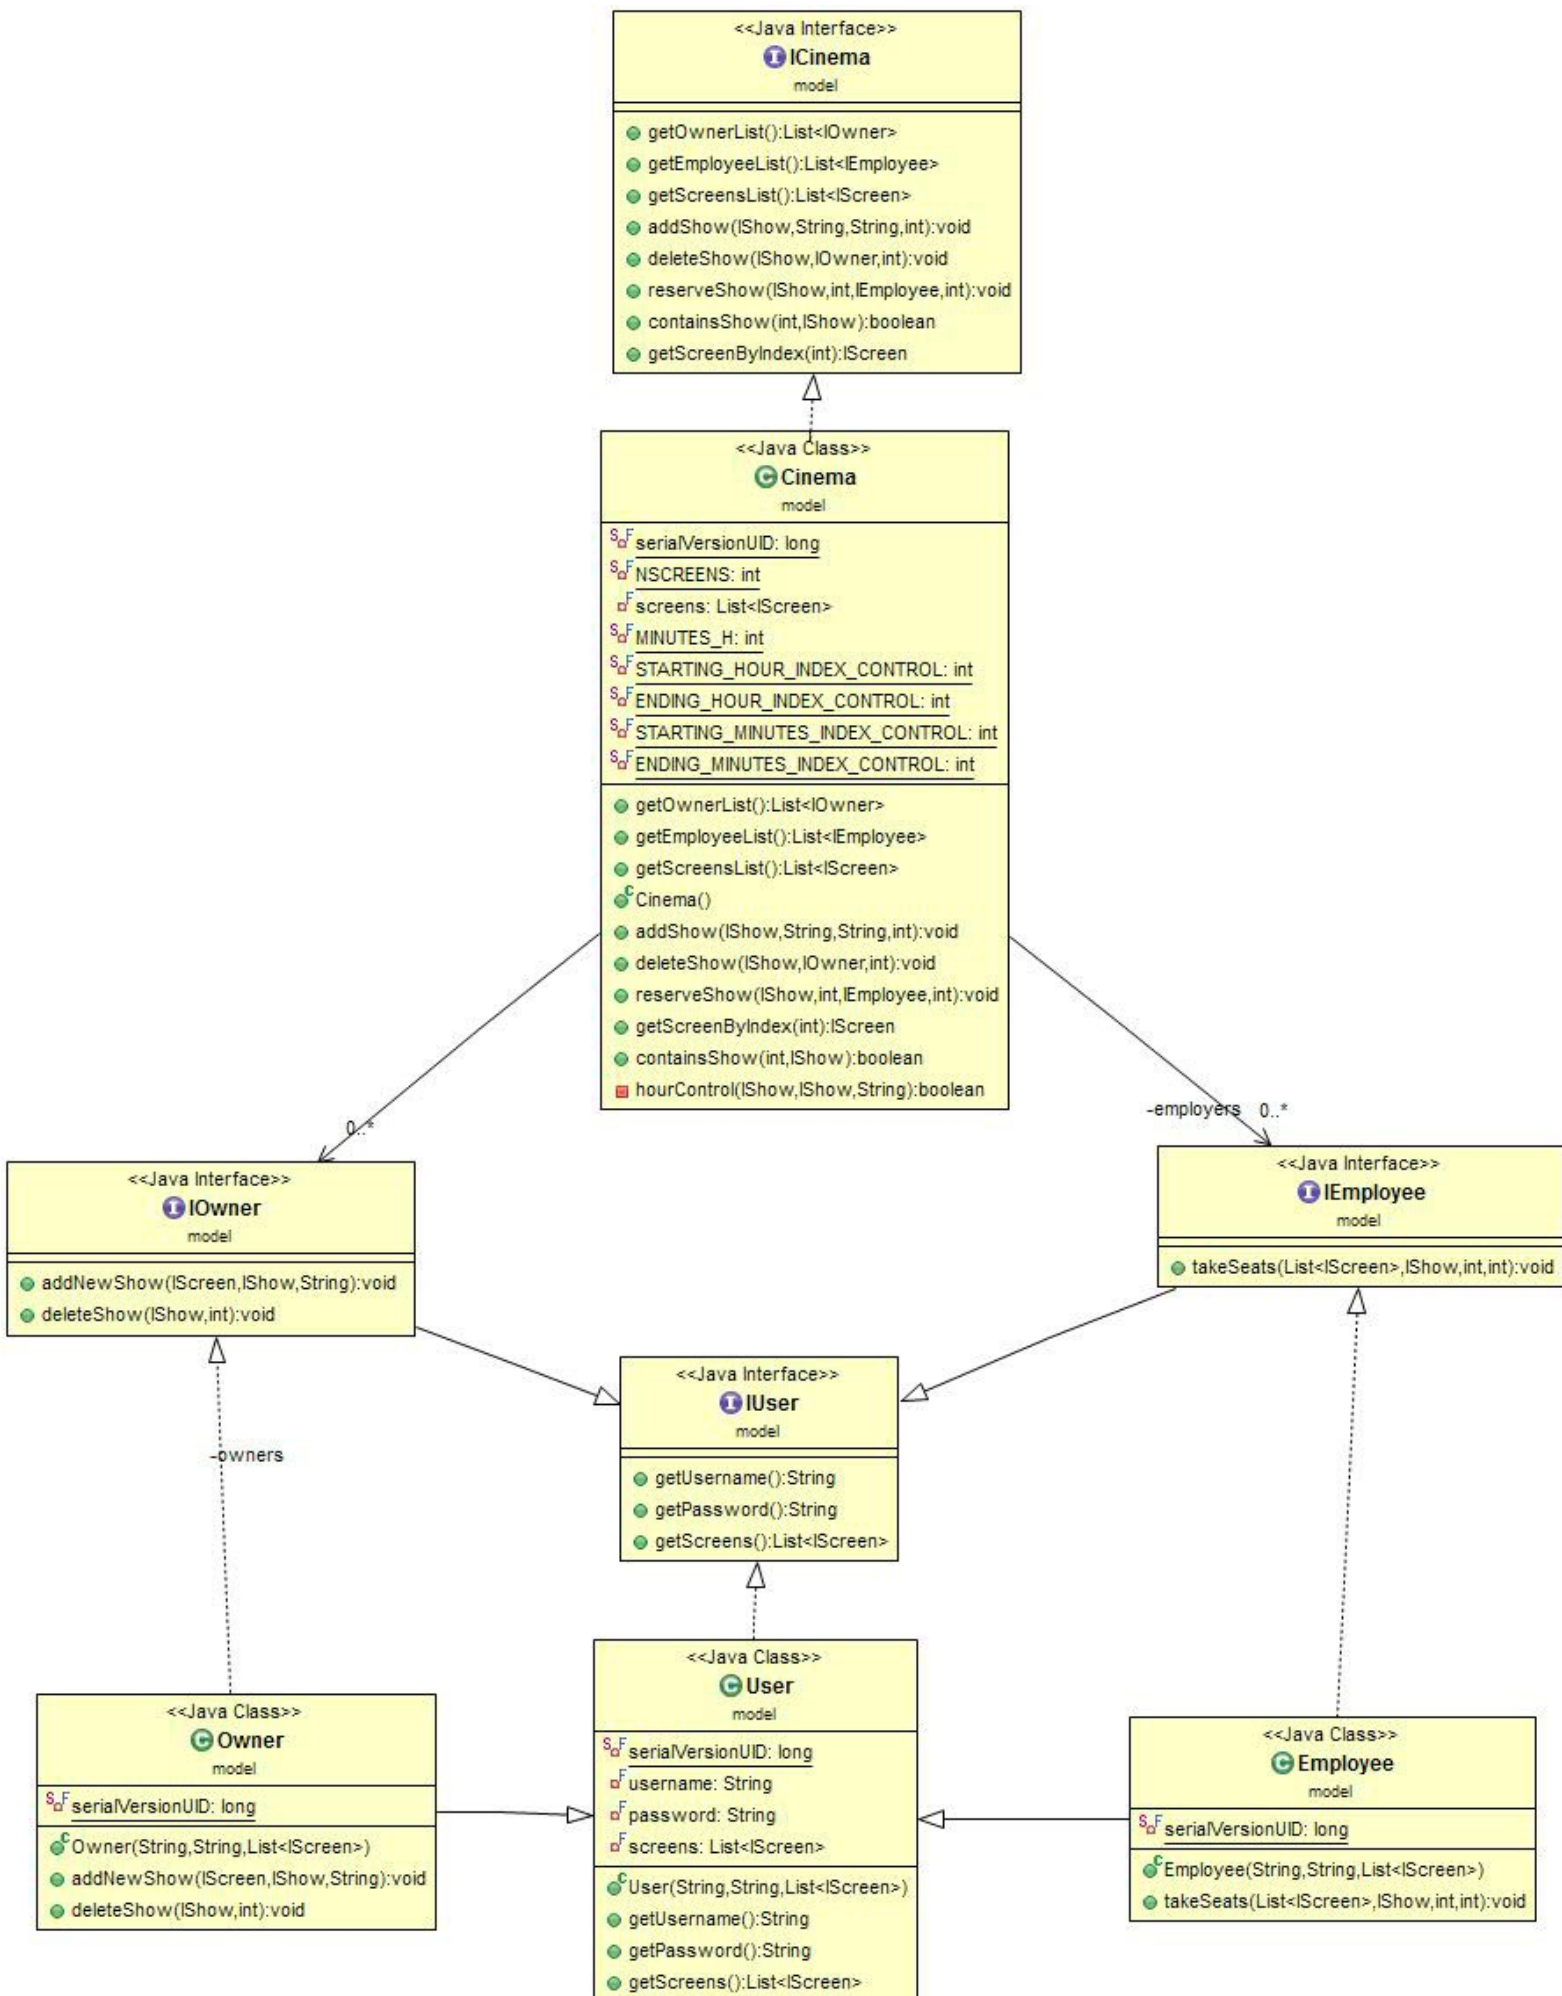 <<Java Interface>>
ICinema
model
getOwnerList():List<IOwner>
getEmployeeList():List<IEmployee>
getScreensList():List<IScreen>
addShow(IShow,String,String,int):void
deleteShow(IShow,IOwner,int):void
reserveShow(IShow,int,IEmployee,int):void
containsShow(int,IShow):boolean
getScreenByIndex(int):IScreen
<<Java Class>>
Cinema
model
serialVersionUID: long
NSCREENS: int
screens: List<IScreen>
MINUTES_H: int
STARTING_HOUR_INDEX_CONTROL: int
ENDING_HOUR_INDEX_CONTROL: int
STARTING_MINUTES_INDEX_CONTROL: int
ENDING_MINUTES_INDEX_CONTROL: int
getOwnerList():List<IOwner>
getEmployeeList():List<IEmployee>
getScreensList():List<IScreen>
Cinema()
addShow(IShow,String,String,int):void
deleteShow(IShow,IOwner,int):void
reserveShow(IShow,int,IEmployee,int):void
getScreenByIndex(int):IScreen
containsShow(int,IShow):boolean
hourControl(IShow,IShow,String):boolean
0..*
-employers 0..*
<<Java Interface>>
IOwner
model
addNewShow(IScreen,IShow,String):void
deleteShow(IShow,int):void
<<Java Interface>>
IEmployee
model
takeSeats(List<IScreen>,IShow,int,int):void
<<Java Interface>>
IUser
model
getUsername():String
getPassword():String
getScreens():List<IScreen>
-owners
<<Java Class>>
Owner
model
serialVersionUID: long
Owner(String,String,List<IScreen>)
addNewShow(IScreen,IShow,String):void
deleteShow(IShow,int):void
<<Java Class>>
User
model
serialVersionUID: long
username: String
password: String
screens: List<IScreen>
User(String,String,List<IScreen>)
getUsername():String
getPassword():String
getScreens():List<IScreen>
<<Java Class>>
Employee
model
serialVersionUID: long
Employee(String,String,List<IScreen>)
takeSeats(List<IScreen>,IShow,int,int):void